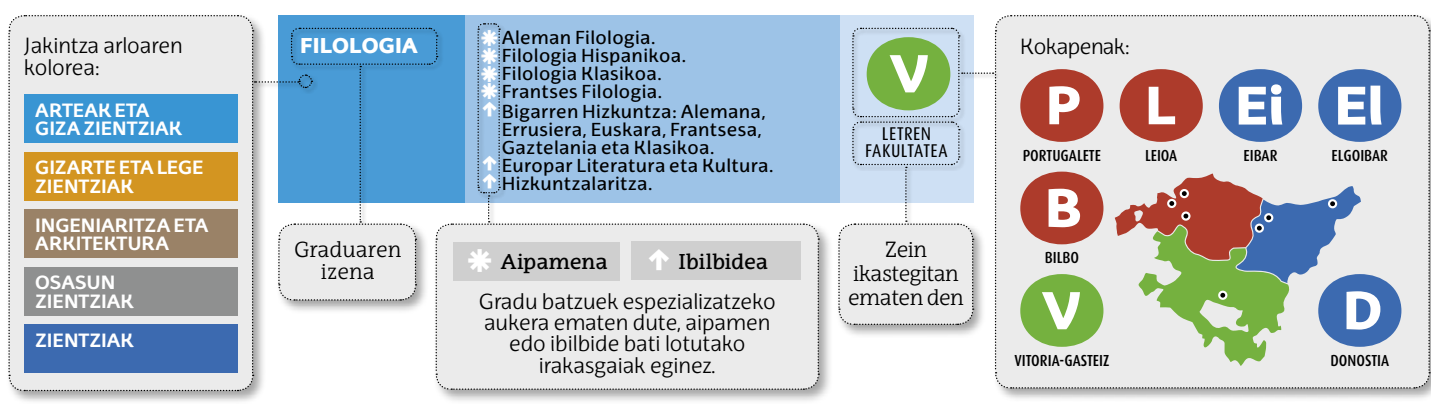 Jakintza arloaren
kolorea:
ARTEAK ETA
GIZA ZIENTZIAK
GIZARTE ETA LEGE
ZIENTZIAK
INGENIARITZA ETA
ARKITEKTURA
OSASUN
ZIENTZIAK
ZIENTZIAK
FILOLOGIA
Graduaren
izena
Aleman Filologia.
Filologia Hispanikoa.
Filologia Klasikoa.
Frantses Filologia.
Bigarren Hizkuntza: Alemana,
Errusiera, Euskara, Frantsesa,
Gaztelania eta Klasikoa.
Europar Literatura eta Kultura.
Hizkuntzalaritza.
Aipamena
Ibilbidea
Gradu batzuek espezializatzeko
aukera ematen dute, aipamen
edo ibilbide bati lotutako
irakasgaiak eginez.
V
LETREN
FAKULTATEA
Zein
ikastegitan
ematen den
Kokapenak:
P
PORTUGALETE
L
LEIOA
Ei
EIBAR
El
ELGOIBAR
B
BILBO
V
VITORIA-GASTEIZ
D
DONOSTIA